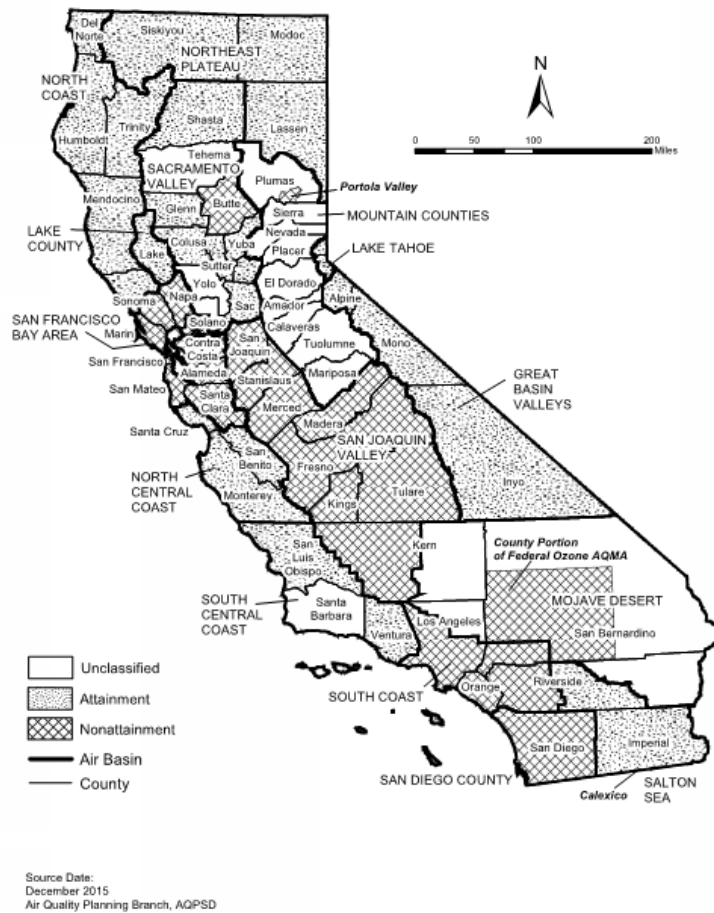 Del
Norte
Siskiyou
Modoc
NORTHEAST
PLATEAU
NORTH
COAST
Humboldt
Trinity
Shasta
Lassen
N
0
50
100
200
Miles
Tehema
SACRAMENTO
VALLEY
Plumas
Portola Valley
Mendocino
Glenn
Butte
Sierra
MOUNTAIN COUNTIES
LAKE
COUNTY
Lake
Colusa
Yuba
Nevada
Placer
LAKE TAHOE
Sutter
Yolo
El Dorado
Sonoma
Napa
Sac
Amador
Alpine
SAN FRANCISCO
BAY AREA
Marin
Solano
Calaveras
San Francisco
Contra
Costa
San
Joaquin
Tuolumne
Mono
San Mateo
Alameda
Stanislaus
Mariposa
GREAT
BASIN
VALLEYS
Santa
Clara
Merced
Madera
Santa Cruz
San
Benito
SAN JOAQUIN
VALLEY
Fresno
Inyo
NORTH
CENTRAL
COAST
Monterey
Kings
Tulare
San
Luis
Obispo
Kern
County Portion
of Federal Ozone AQMA
SOUTH
CENTRAL
COAST
Santa
Barbara
Ventura
Los Angeles
MOJAVE DESERT
San Bernardino
SOUTH COAST
Orange
Riverside
San Diego
Imperial
SAN DIEGO COUNTY
Calexico
SALTON
SEA
Unclassified
Attainment
Nonattainment
Air Basin
County
Source Date:
December 2015
Air Quality Planning Branch, AQPSD